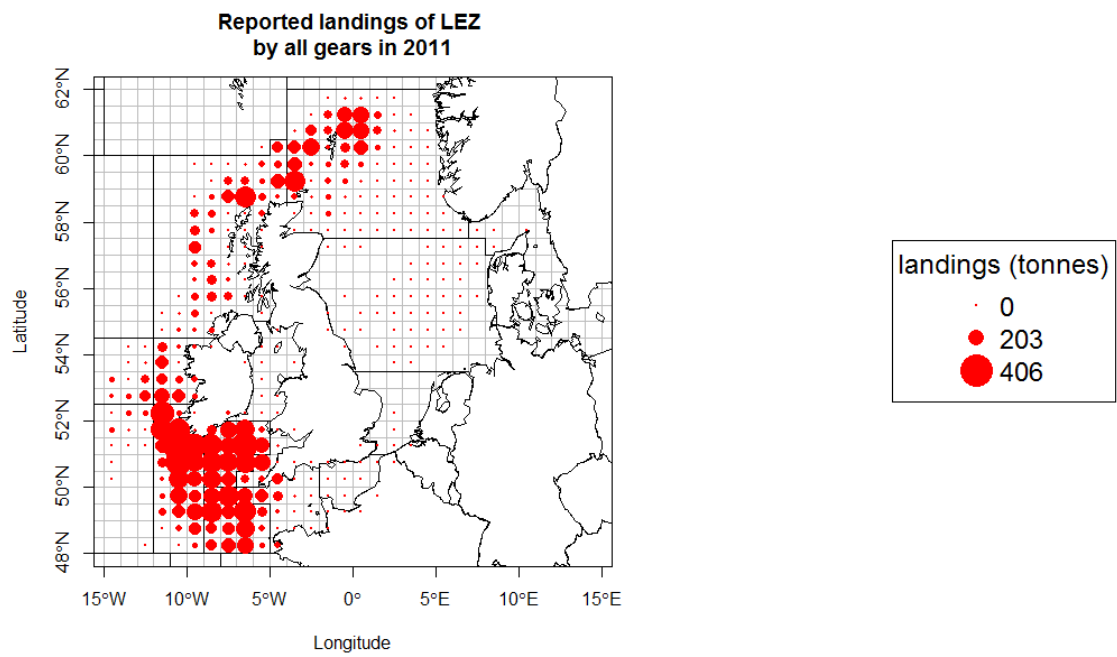 Reported landings of LEZ
by all gears in 2011
62°N
60°N
58°N
56°N
54°N
52°N
50°N
48°N
Latitude
15°W
10°W
5°W
0°
5°E
10°E
15°E
Longitude
landings (tonnes)
0
203
406